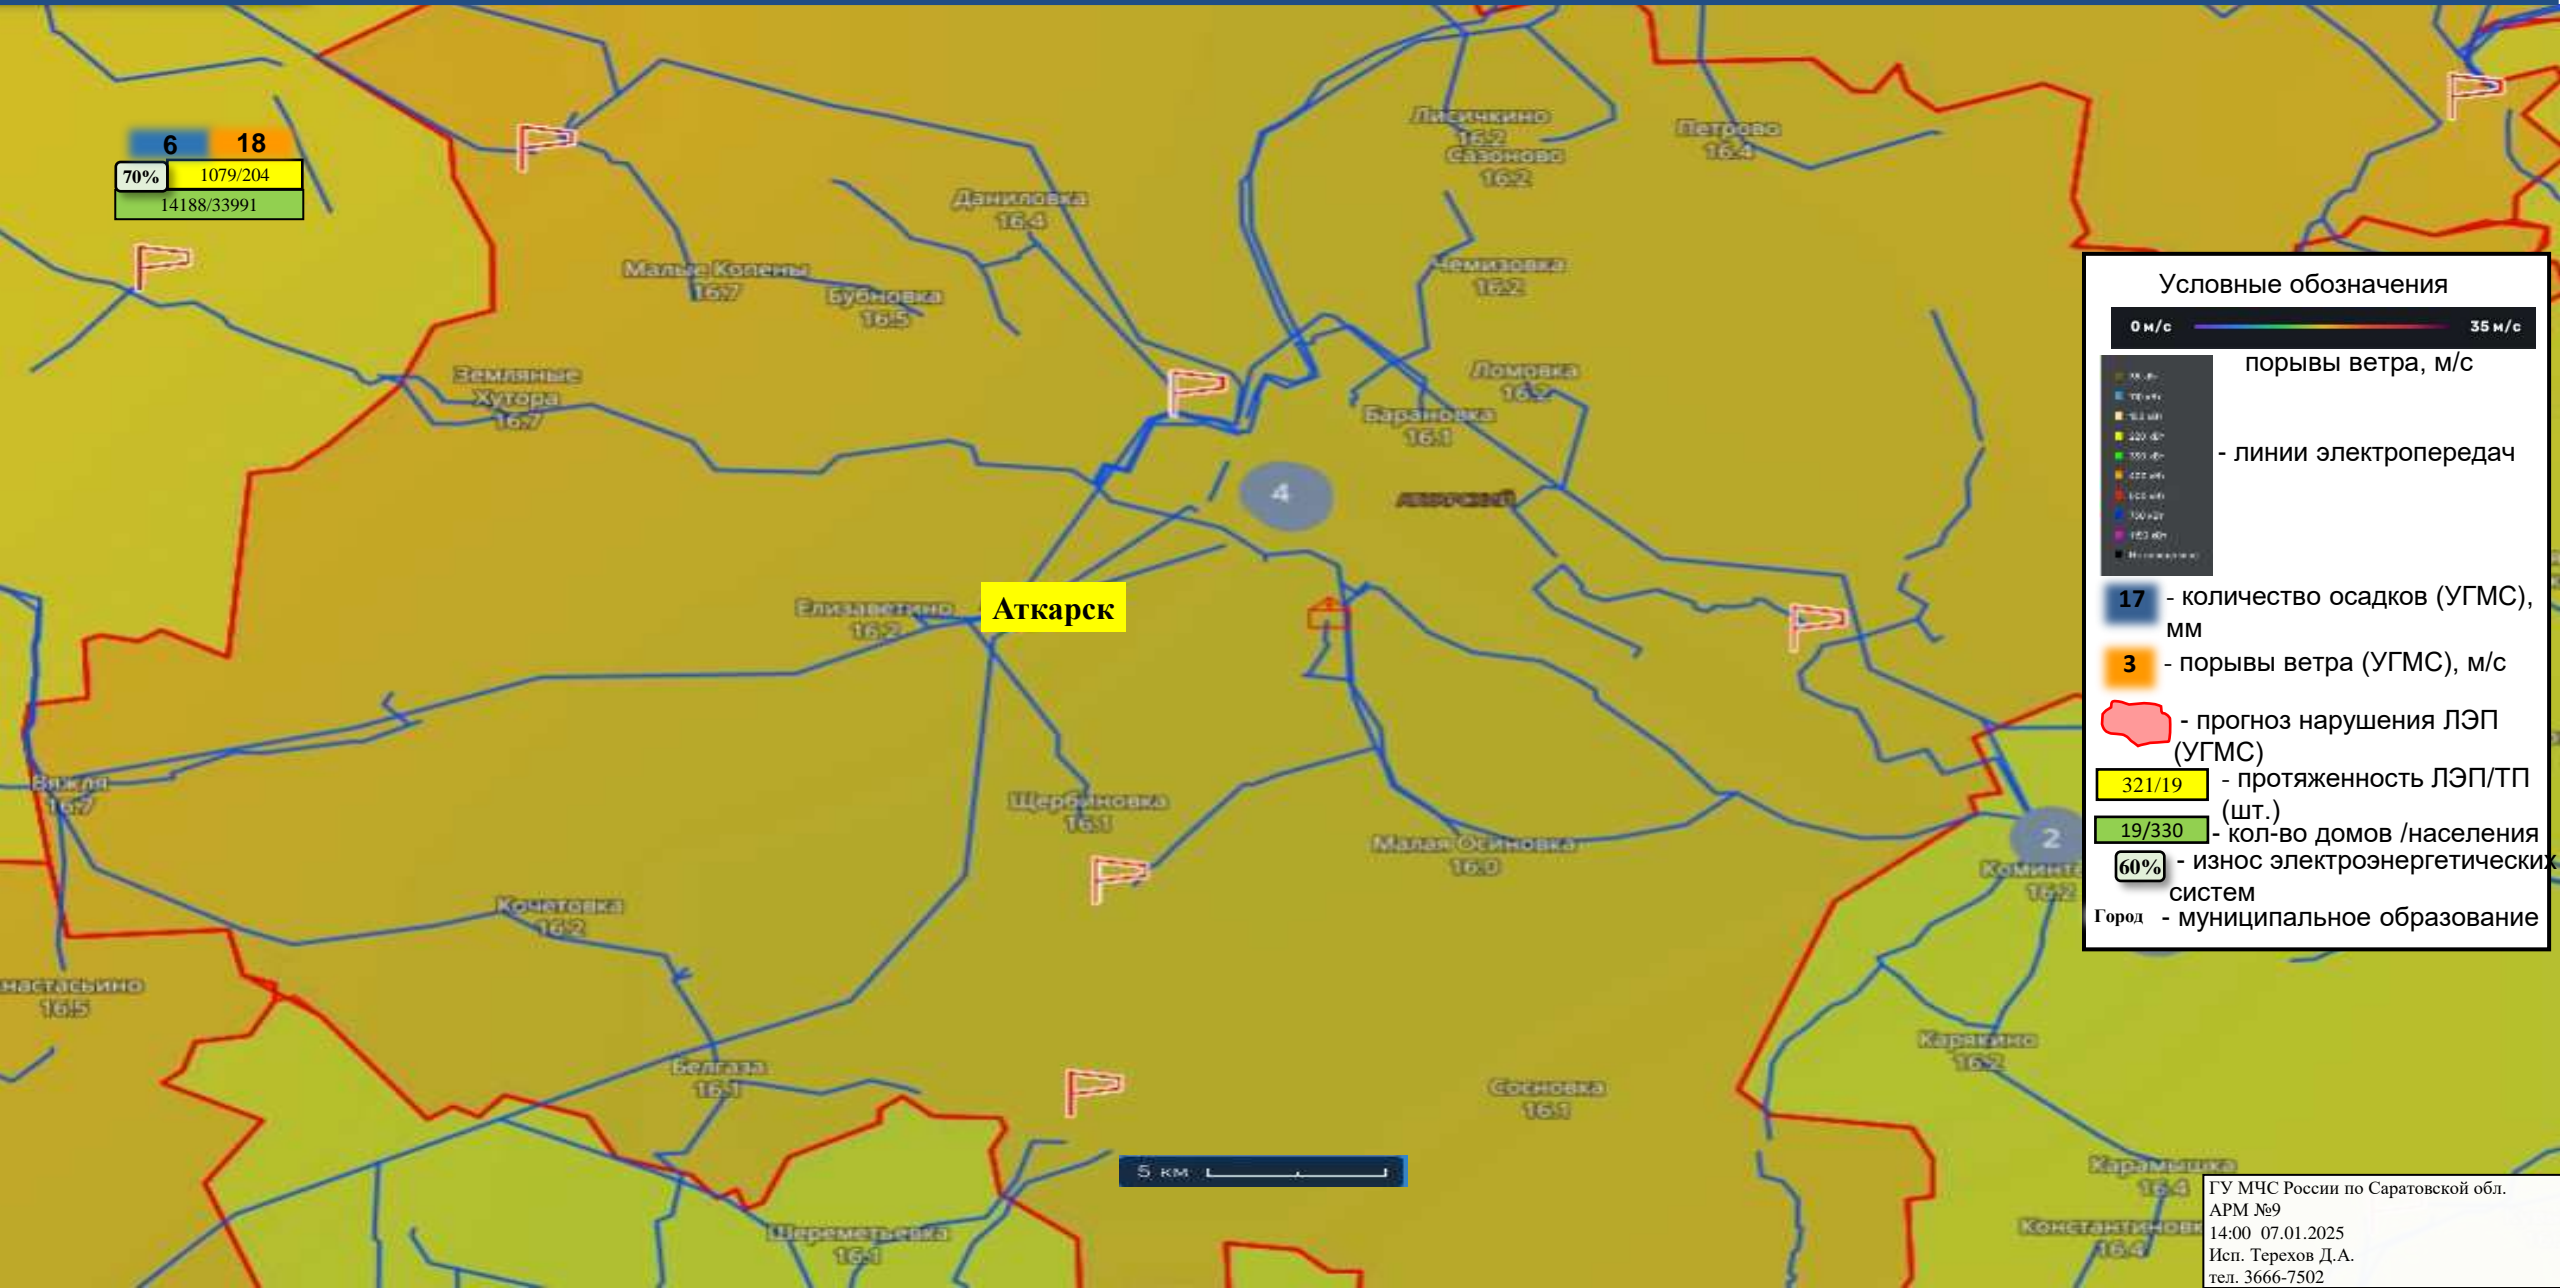 6 18
70% 1079/204
14188/33991
Лисичкино
16.2
Сазоново
16.2
Петрово
16.4
Даниловка
16.4
Малые Копены
16.7
Бубновка
16.5
Чемизовка
16.2
Земляные
Хутора
16.7
Ломовка
16.2
Барановка
16.1
4
Елизаветино
16.2
Аткарск
Вяжля
16.7
Щербиновка
16.1
Малая Осиновка
16.0
2
16.2
Кочетовка
16.2
настасьино
16.5
Карякино
16.2
Белгаза
16.1
Сосновка
16.1
5 км
Карамышка
16.4
Шереметьевка
16.1
Константиновк
16.4
Условные обозначения
0 м/с 35 м/с
порывы ветра, м/с
- линии электропередач
17 - количество осадков (УГМС),
мм
3 - порывы ветра (УГМС), м/с
- прогноз нарушения ЛЭП
(УГМС)
321/19 - протяженность ЛЭП/ТП
(шт.)
19/330 - кол-во домов /населения
60% - износ электроэнергетических
систем
Город - муниципальное образование
ГУ МЧС России по Саратовской обл.
АРМ №9
14:00 07.01.2025
Исп. Терехов Д.А.
тел. 3666-7502